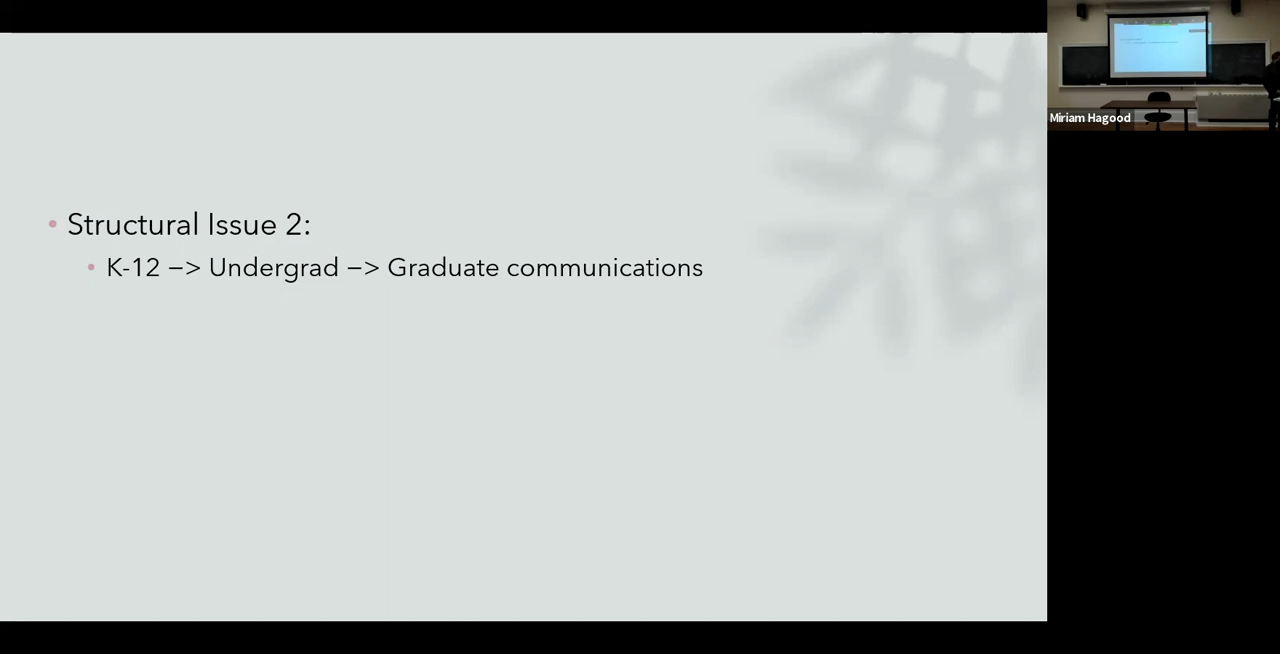 Structural Issue 2:
K-12 –> Undergrad –> Graduate communications
Miriam Hagood